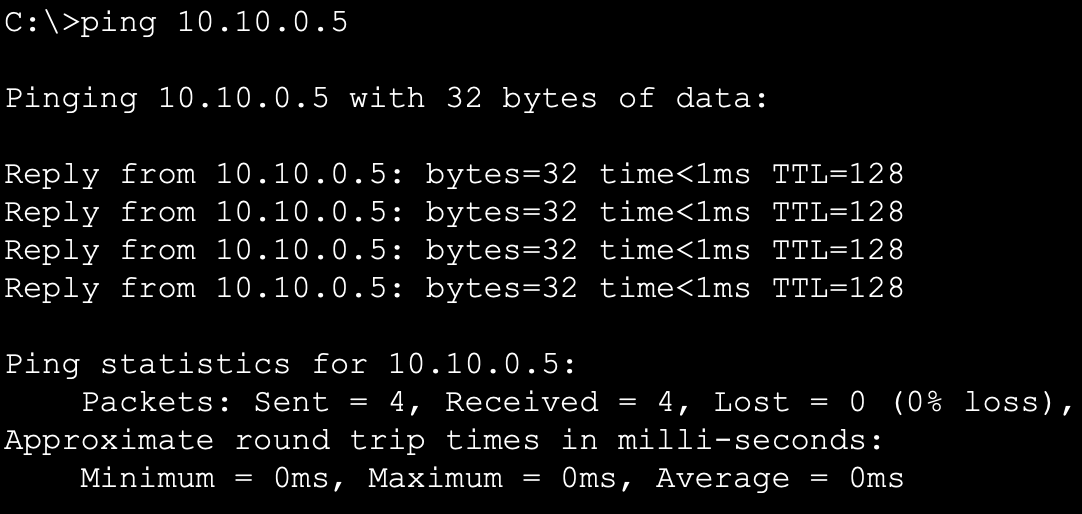 C:\>ping 10.10.0.5
Pinging 10.10.0.5 with 32 bytes of data:
Reply from 10.10.0.5: bytes=32 time<1ms TTL=128
Reply from 10.10.0.5: bytes=32 time<1ms TTL=128
Reply from 10.10.0.5: bytes=32 time<1ms TTL=128
Reply from 10.10.0.5: bytes=32 time<1ms TTL=128
Ping statistics for 10.10.0.5:
    Packets: Sent = 4, Received = 4, Lost = 0 (0% loss),
Approximate round trip times in milli-seconds:
    Minimum = 0ms, Maximum = 0ms, Average = 0ms